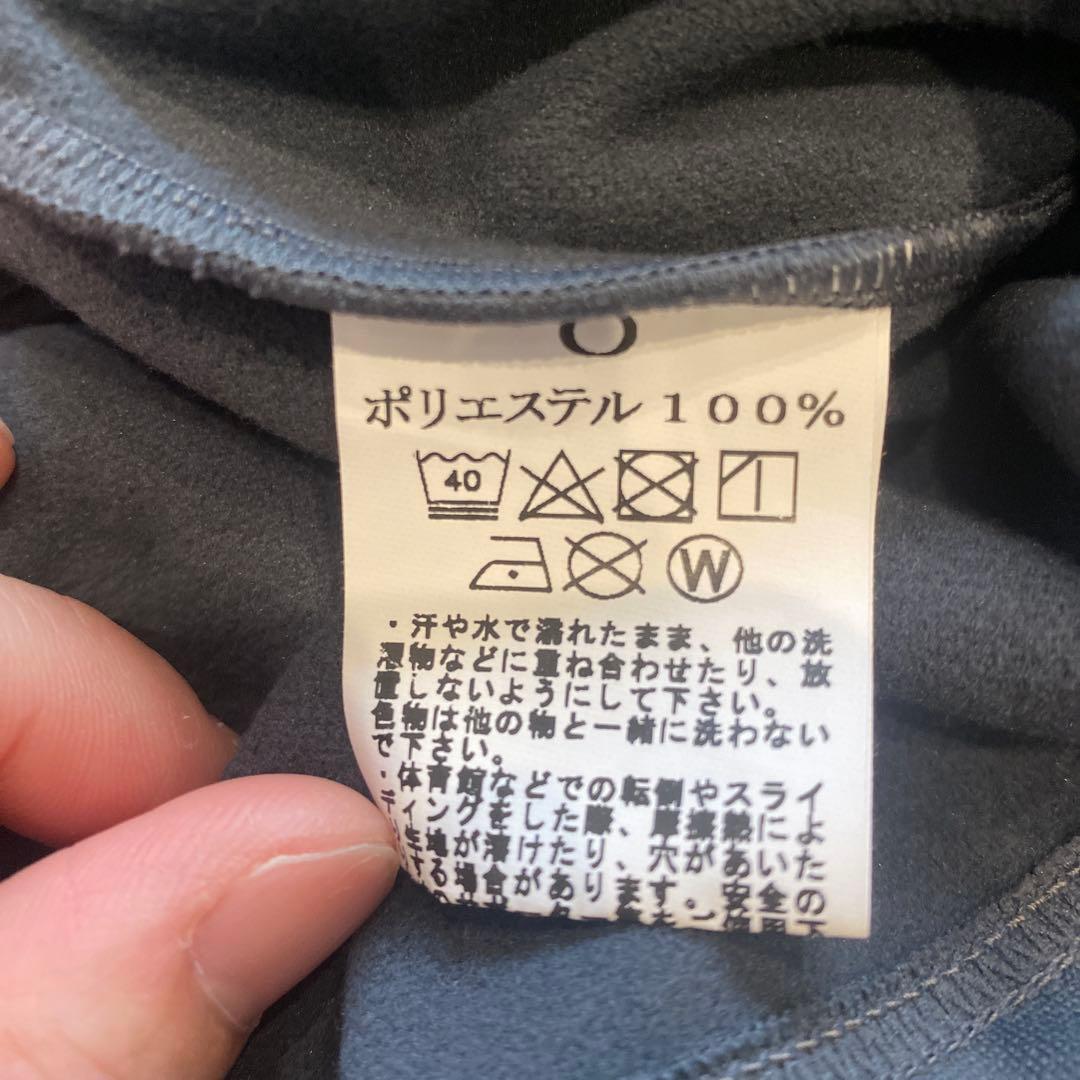 O
ポリエステル 100%
40
W
・汗や水で濡れたまま、他の洗
濯物などに重ね合わせたり、放
置しないようにして下さい。
色物は他の物と一緒に洗わない
で下さい。
・体育館などでの転倒やスライ
ディングをした際、摩擦熱によ
り生地が溶けたり、穴があいた
りする場合があります。安全の